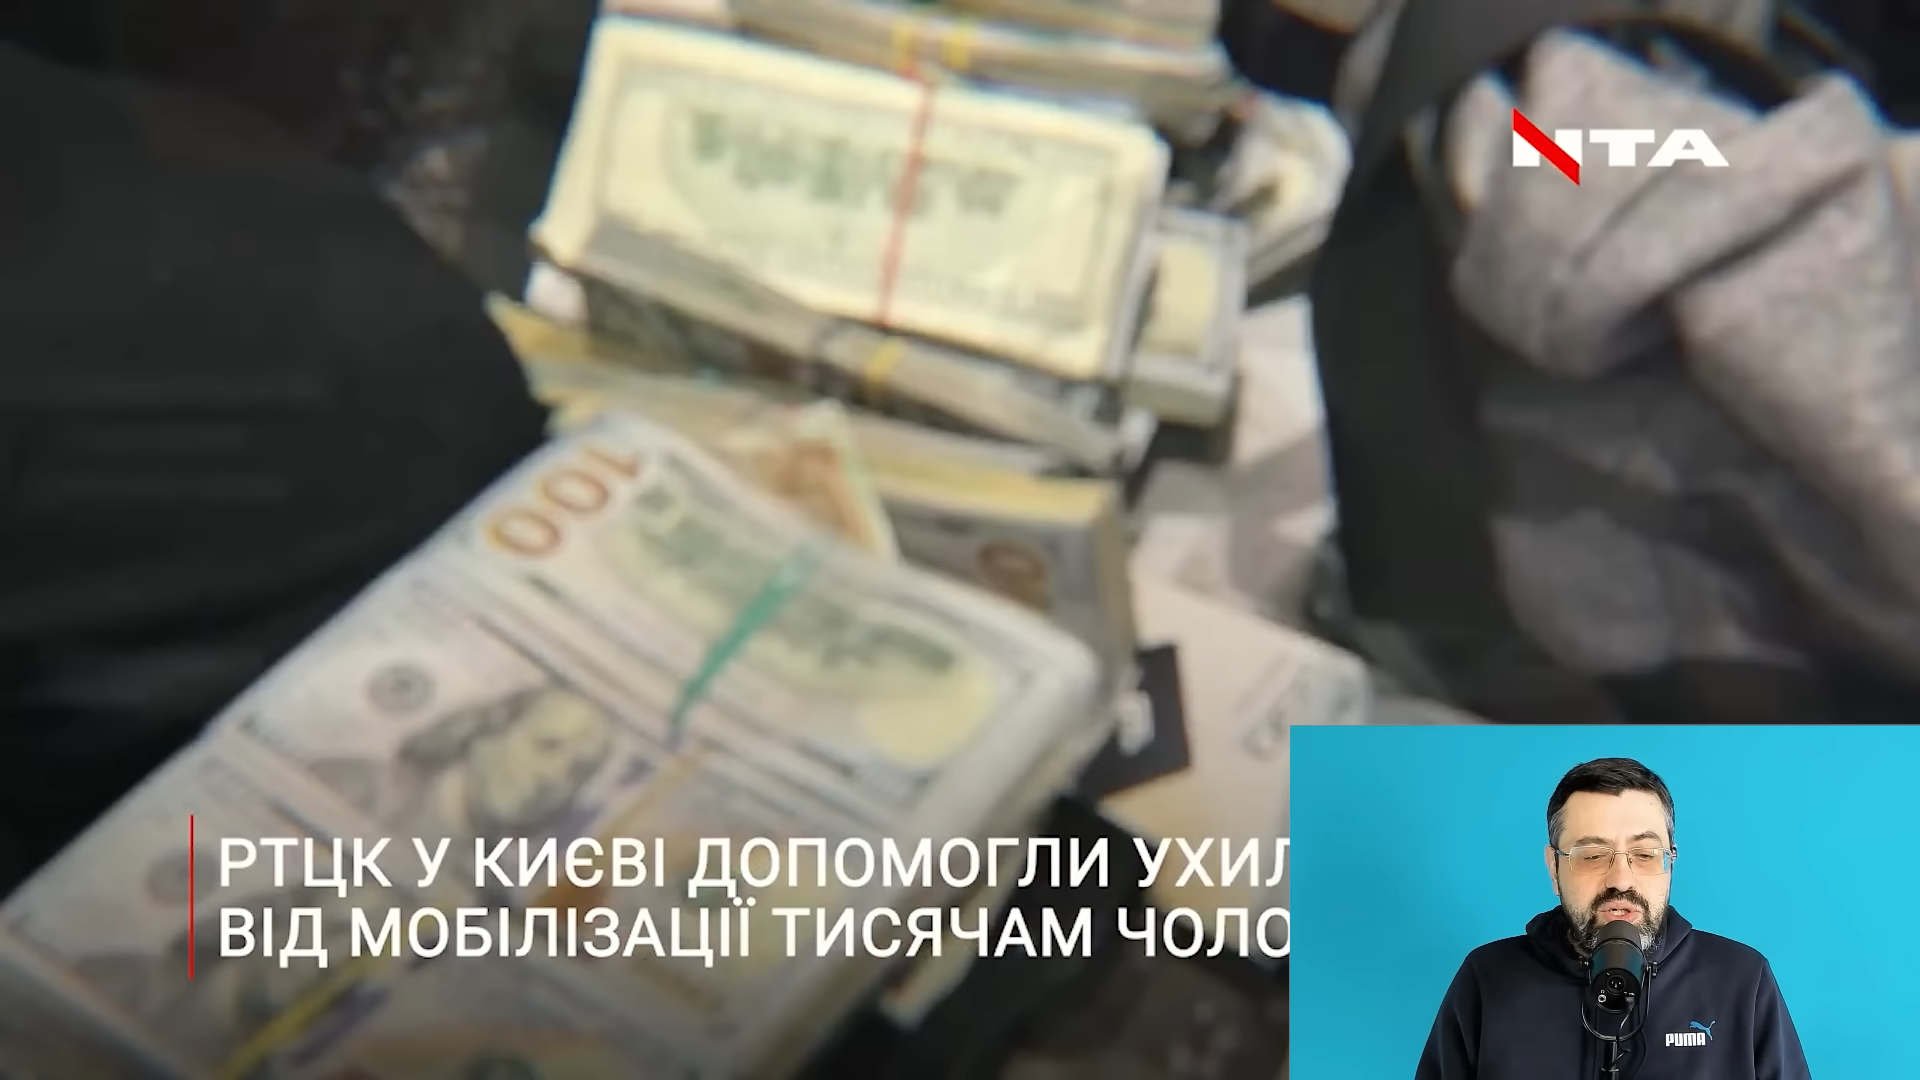 NTA
100
РТЦК У КИЄВІ ДОПОМОГЛИ УХИЛ
ВІД МОБІЛІЗАЦІЇ ТИСЯЧАМ ЧОЛО
PUMA